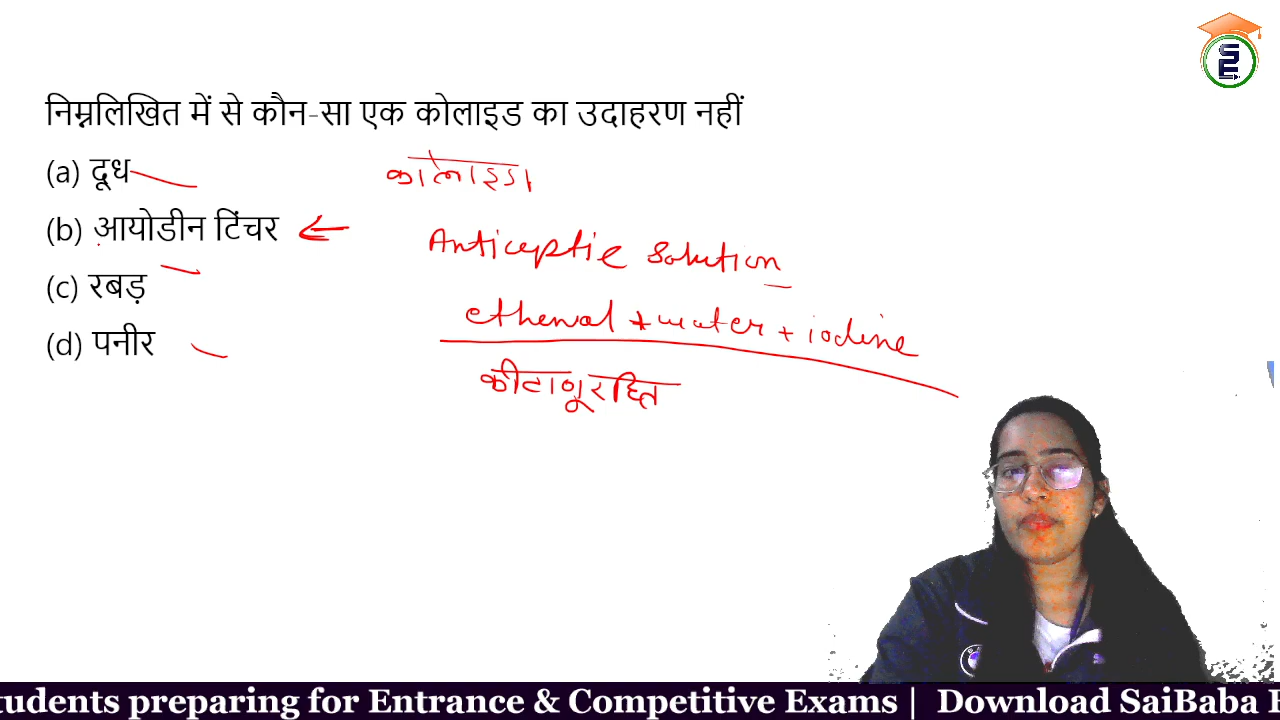 निम्नलिखित में से कौन-सा एक कोलाइड का उदाहरण नहीं
(a) दूध
कोलाइडा
(b) आयोडीन टिंचर
Anticeptic Solution
(c) रबड़
ethenol + water + iodine
(d) पनीर
कीटाणूरहित
tudents preparing for Entrance & Competitive Exams | Download SaiBaba